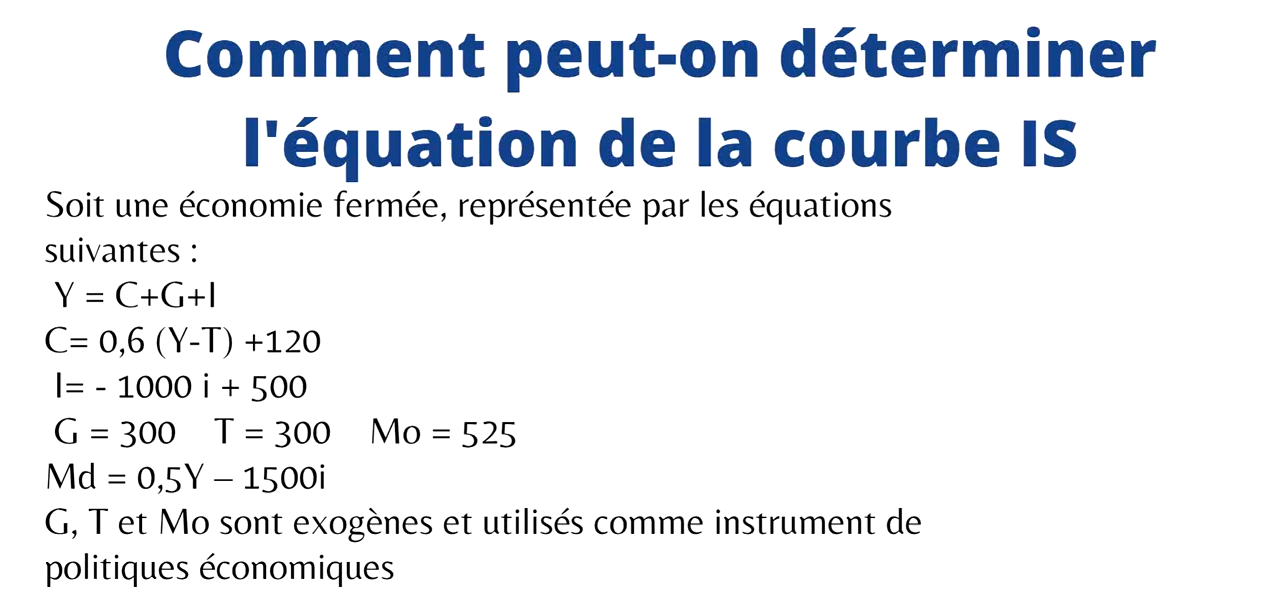 Comment peut-on déterminer
l'équation de la courbe IS
Soit une économie fermée, représentée par les équations
suivantes :
Y = C+G+I
C= 0,6 (Y-T) +120
I= - 1000 i + 500
G = 300 T = 300 Mo = 525
Md = 0,5Y – 1500i
G, T et Mo sont exogènes et utilisés comme instrument de
politiques économiques